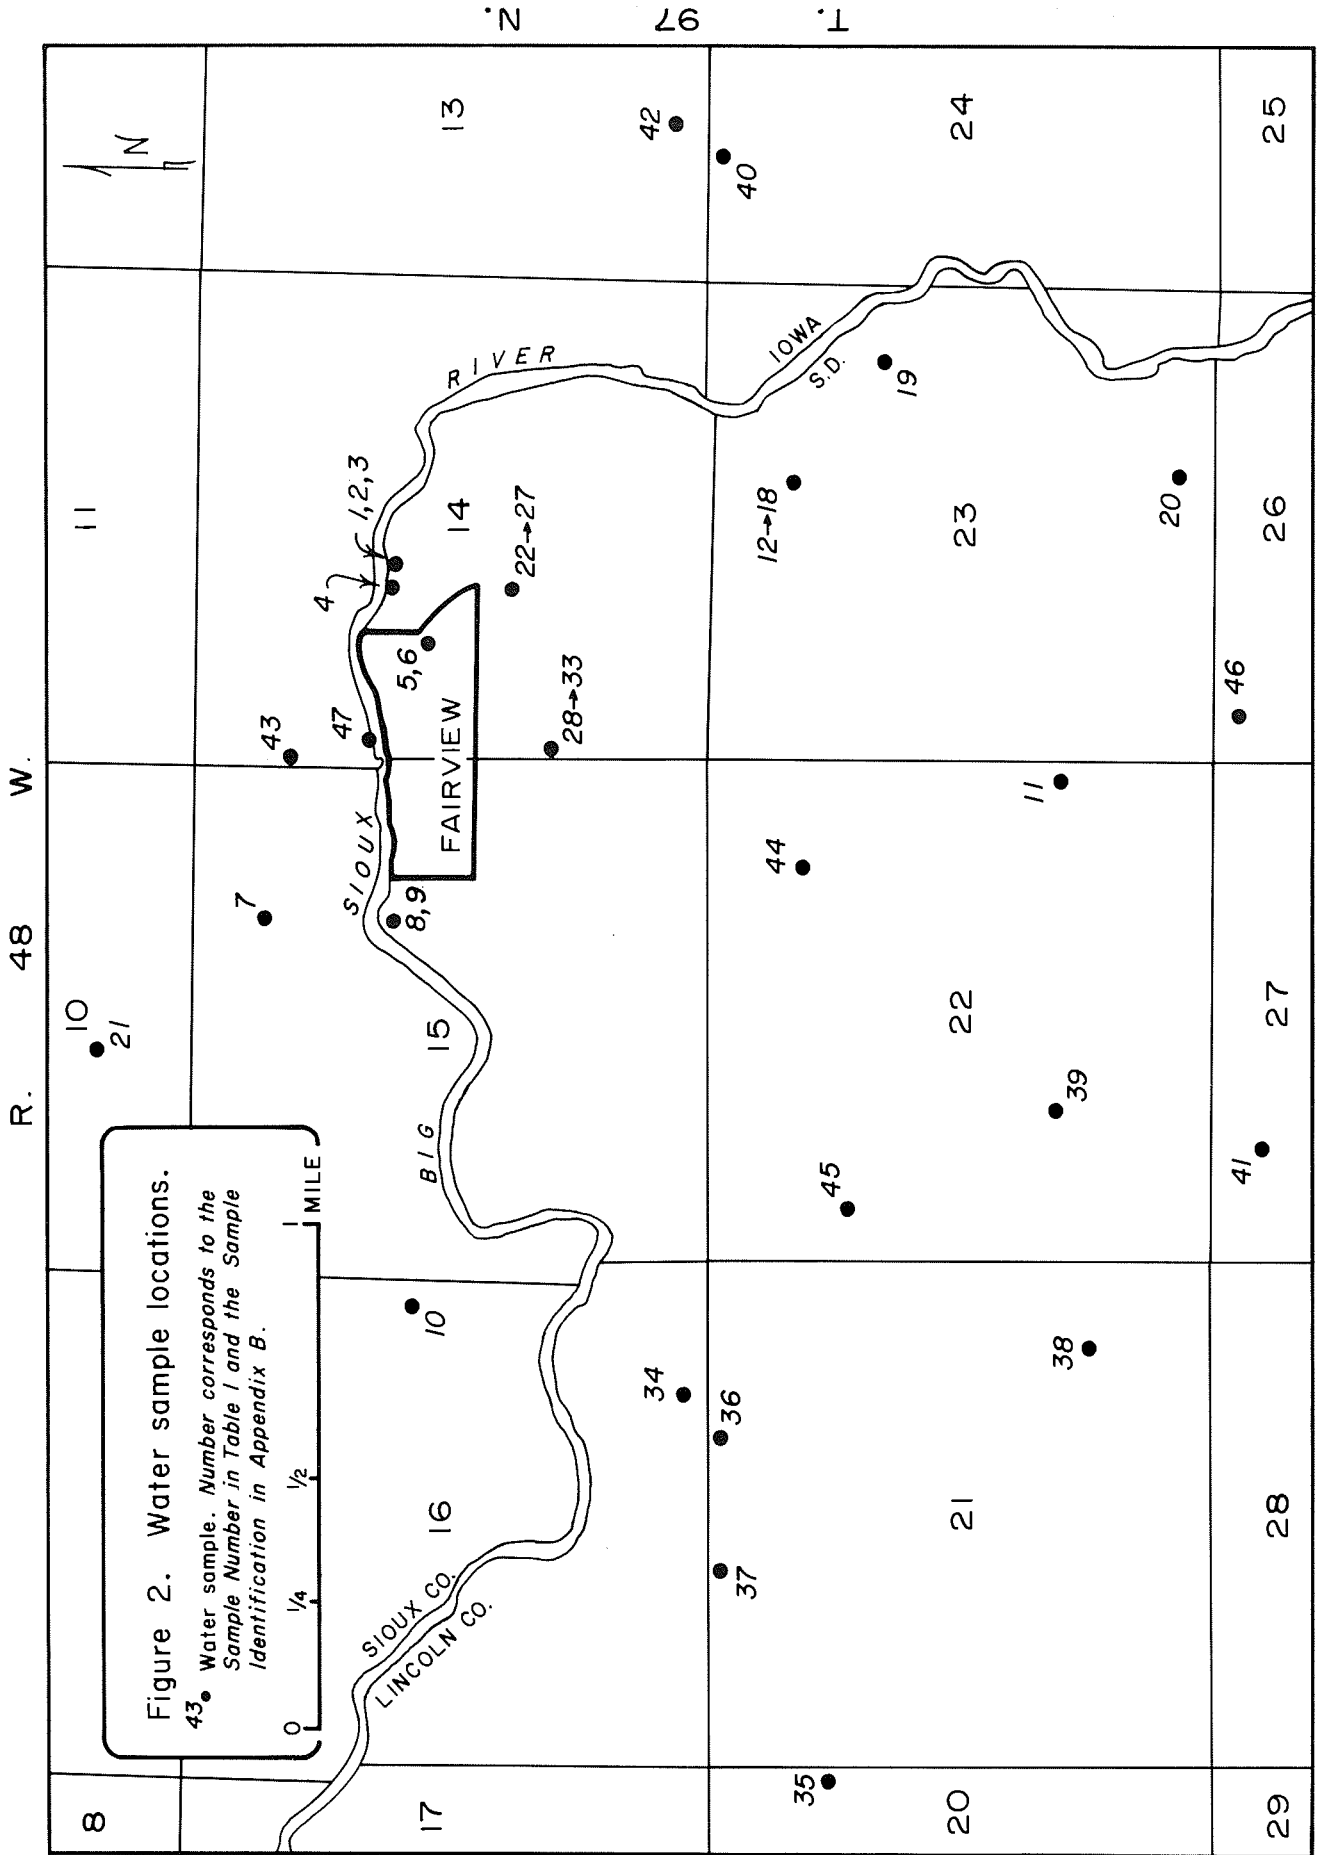 R. 48 W.
T. 97 N.
N
Figure 2. Water sample locations.
43 Water sample. Number corresponds to the
Sample Number in Table 1 and the Sample
Identification in Appendix B.
0 1/4 1/2 1 MILE
8
10
21
11
7
43
SIOUX CO.
LINCOLN CO.
17
16
10
BIG
15
SIOUX
8,9
47
FAIRVIEW
5,6
4
1,2,3
14
RIVER
13
22→27
28→33
34
42
36
37
40
35
45
44
12→18
IOWA
S.D.
19
20
21
22
23
24
38
39
11
20
41
46
29
28
27
26
25